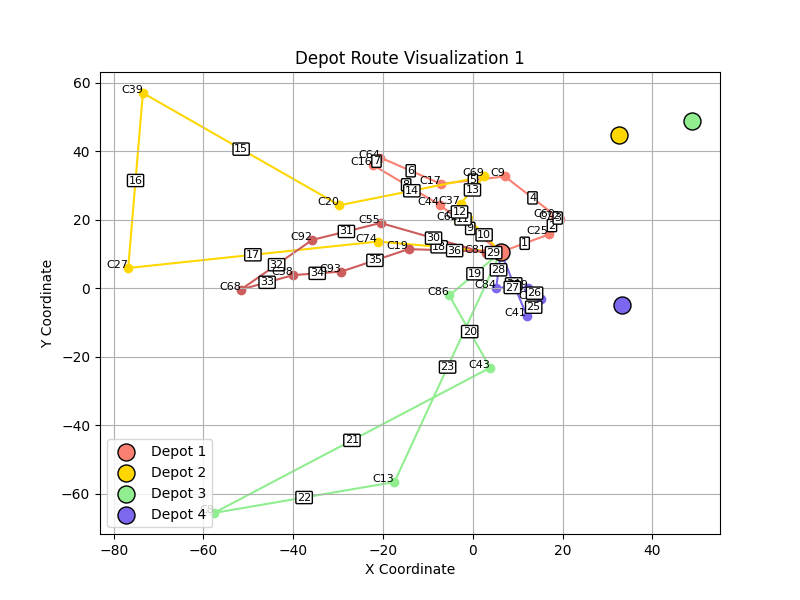 Depot Route Visualization 1
60
40
20
0
−20
−40
−60
−80
−60
−40
−20
0
20
40
X Coordinate
Y Coordinate
C39
15
16
C64
C16
7
6
C17
C69
5
C9
4
14
13
C20
C44
C37
12
9
C25
2
1
C55
31
C92
30
10
C74
C19
18
36
C81
29
17
C27
32
35
C93
34
C38
33
C68
19
28
C84
27
26
25
C41
C86
20
23
C43
21
C13
22
Depot 1
Depot 2
Depot 3
Depot 4